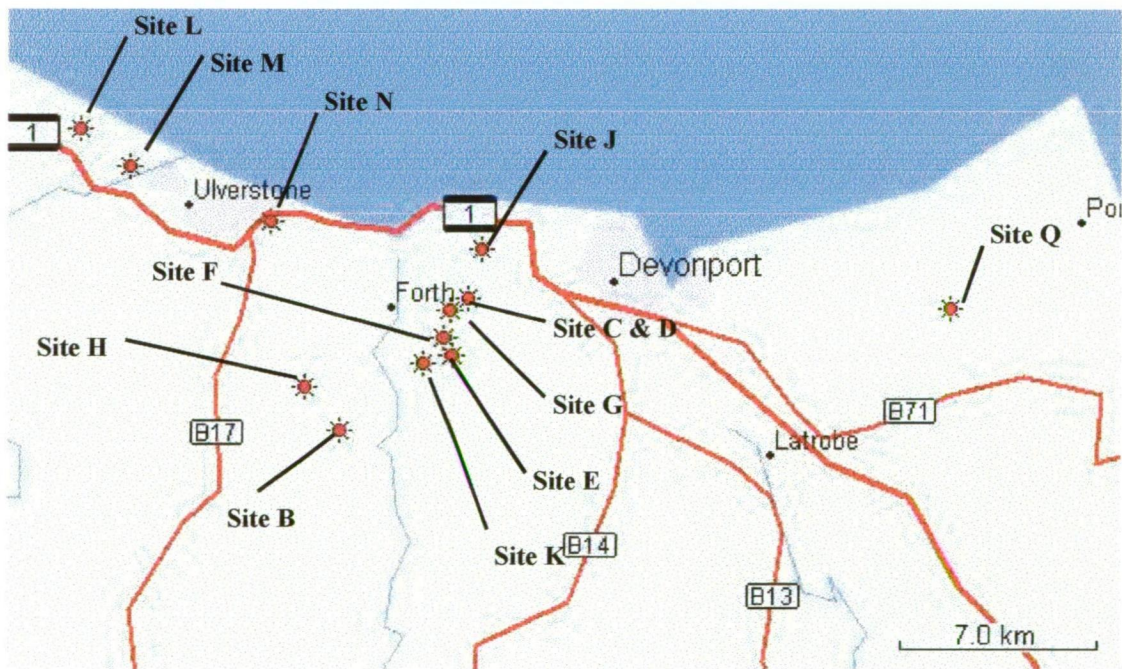 Site L
Site M
Site N
1
Site J
Ulverstone
1
Por
Site Q
Devonport
Site F
Forth
Site C & D
Site H
Site G
B71
B17
Latrobe
Site E
Site B
Site K
B14
B13
7.0 km